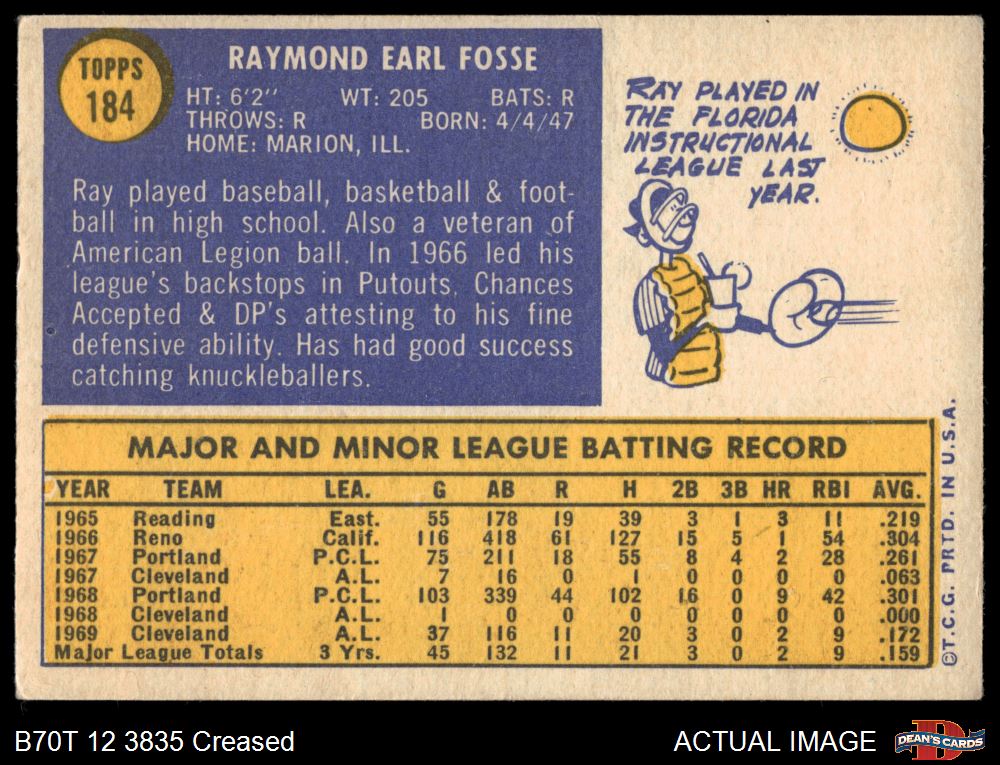 TOPPS
184
RAYMOND EARL FOSSE
HT: 6'2" WT: 205 BATS: R
THROWS: R BORN: 4/4/47
HOME: MARION, ILL.
Ray played baseball, basketball & foot-
ball in high school. Also a veteran of
American Legion ball. In 1966 led his
league's backstops in Putouts, Chances
Accepted & DP's attesting to his fine
defensive ability. Has had good success
catching knuckleballers.
RAY PLAYED IN
THE FLORIDA
INSTRUCTIONAL
LEAGUE LAST
YEAR.
MAJOR AND MINOR LEAGUE BATTING RECORD
YEAR TEAM LEA. G AB R H 2B 3B HR RBI AVG.
1965 Reading East. 55 178 19 39 3 1 3 11 .219
1966 Reno Calif. 116 418 61 127 15 5 1 54 .304
1967 Portland P.C.L. 75 211 18 55 8 4 2 28 .261
1967 Cleveland A.L. 7 16 0 1 0 0 0 0 .063
1968 Portland P.C.L. 103 339 44 102 16 0 9 42 .301
1968 Cleveland A.L. 1 0 0 0 0 0 0 0 .000
1969 Cleveland A.L. 37 116 11 20 3 0 2 9 .172
Major League Totals 3 Yrs. 45 132 11 21 3 0 2 9 .159
©T.C.G. PRTD. IN U.S.A.
B70T 12 3835 Creased
ACTUAL IMAGE
DEAN'S CARDS